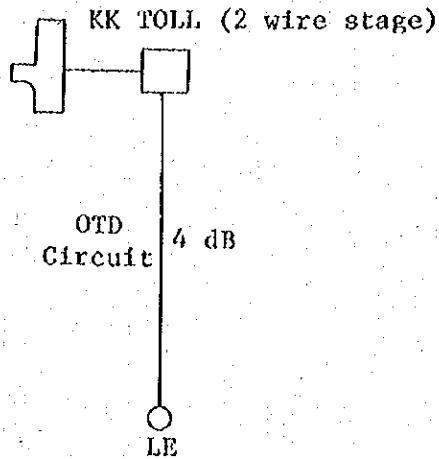 KK TOLL (2 wire stage)
OTD
Circuit
4 dB
LE